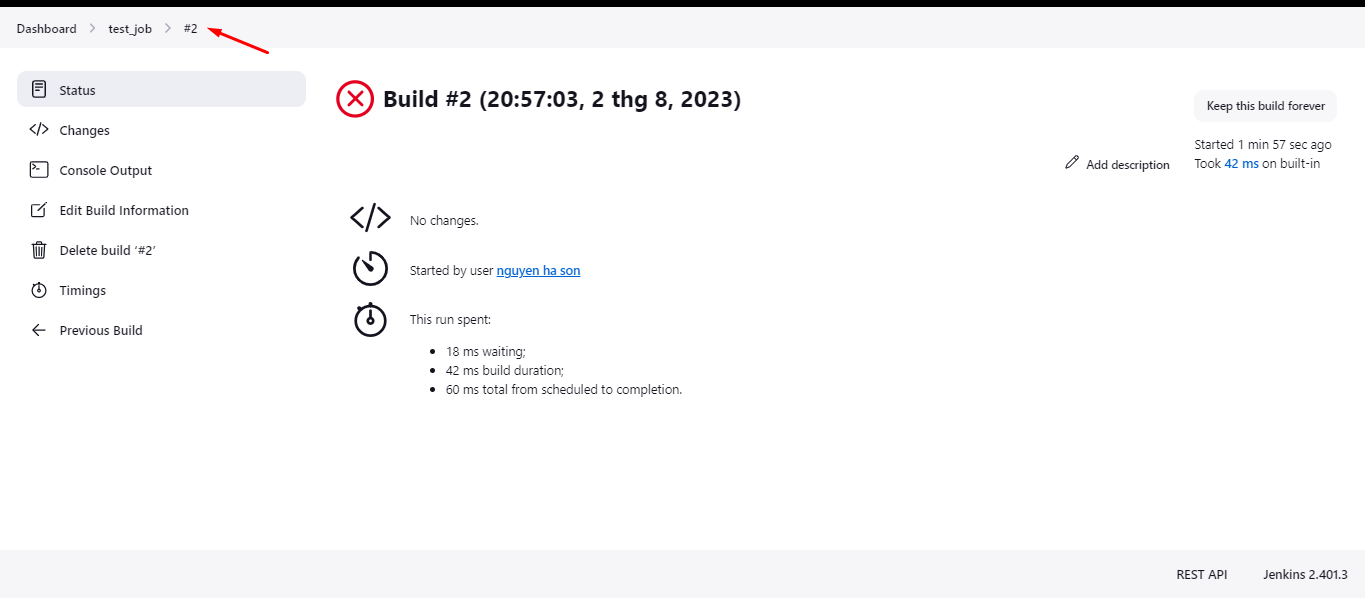 Dashboard > test_job > #2
Status
Changes
Console Output
Edit Build Information
Delete build ‘#2’
Timings
Previous Build
Build #2 (20:57:03, 2 thg 8, 2023)
Keep this build forever
Add description
Started 1 min 57 sec ago
Took 42 ms on built-in
No changes.
Started by user nguyen ha son
This run spent:
18 ms waiting;
42 ms build duration;
60 ms total from scheduled to completion.
REST API
Jenkins 2.401.3